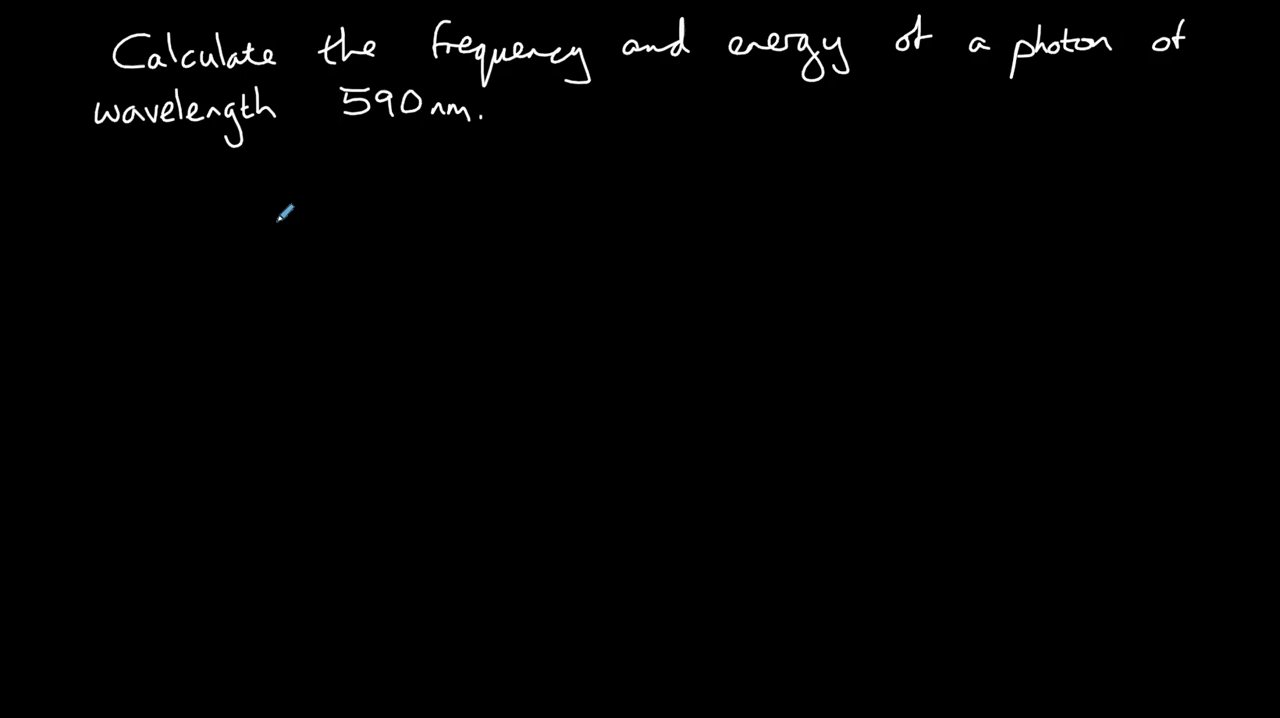 Calculate the frequency and energy of a photon of
wavelength 590nm.